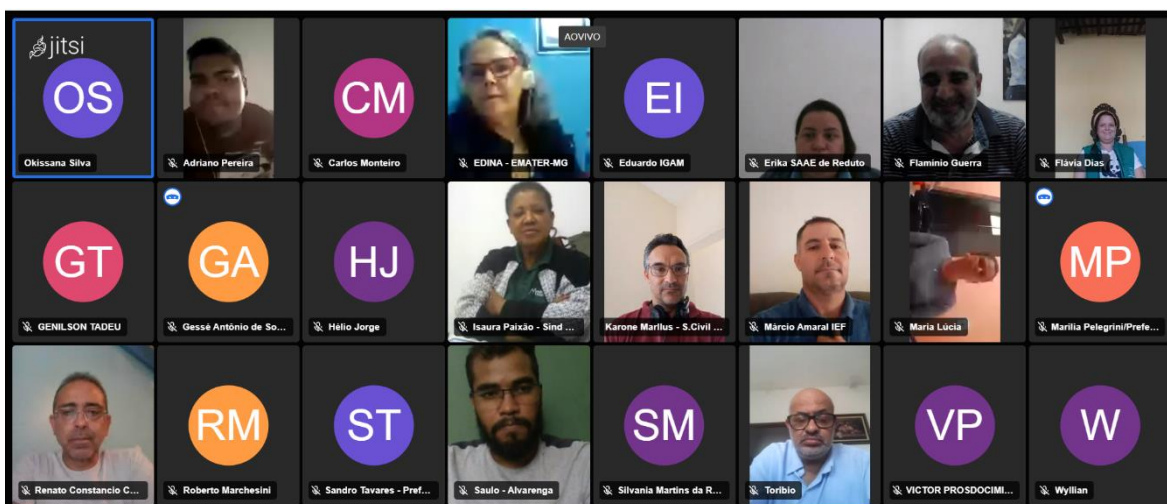 jitsi
AO VIVO
OS
CM
EI
Okissana Silva
Adriano Pereira
Carlos Monteiro
EDINA - EMATER-MG
Eduardo IGAM
Erika SAAE de Reduto
Flaminio Guerra
Flávia Dias
GT
GA
HJ
MP
GENILSON TADEU
Gessé Antônio de So...
Hélio Jorge
Isaura Paixão - Sind ...
Karone Marllus - S.Civil ...
Márcio Amaral IEF
Maria Lúcia
Marilia Pelegrini/Prefe...
RM
ST
SM
VP
W
Renato Constancio C...
Roberto Marchesini
Sandro Tavares - Pref...
Saulo - Alvarenga
Silvania Martins da R...
Toribio
VICTOR PROSDOCIMI...
Wyllian